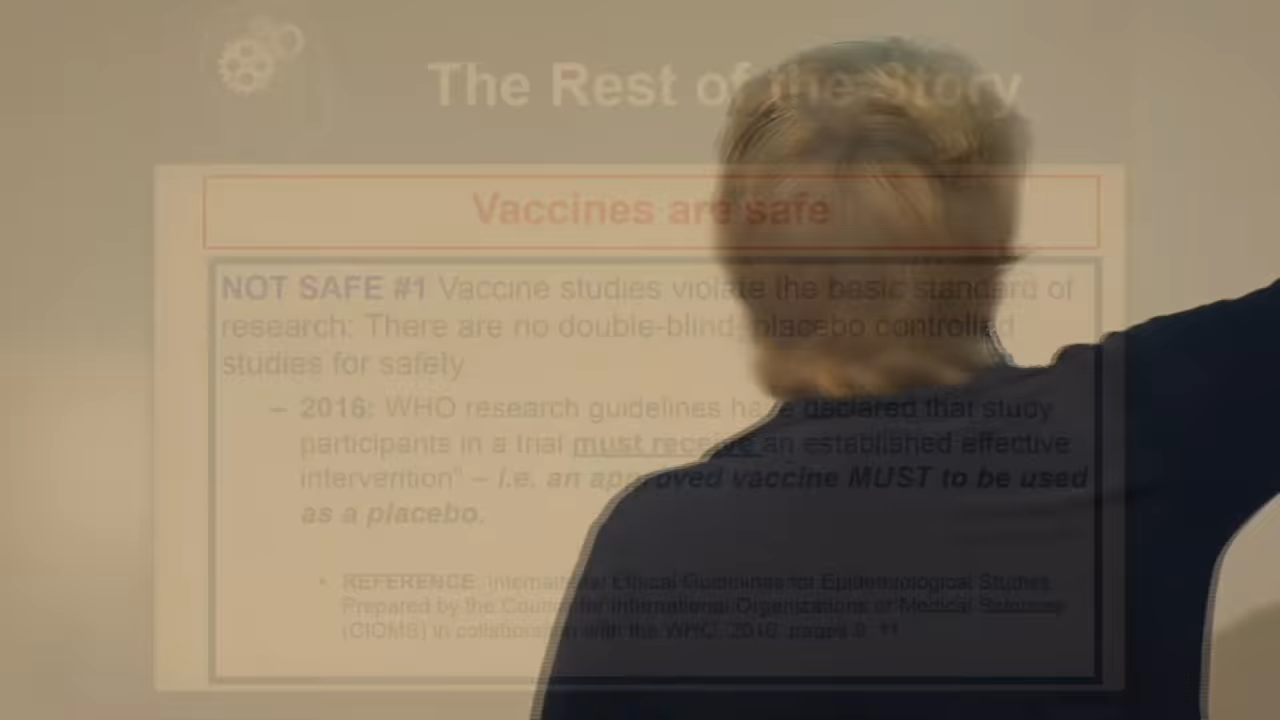 The Rest of the Story
Vaccines are safe
NOT SAFE #1 Vaccine studies violate the basic standard of
research: There are no double-blind, placebo controlled
studies for safety
– 2016: WHO research guidelines have declared that study
participants in a trial must receive an established effective
intervention" – i.e. an approved vaccine MUST to be used
as a placebo.
• REFERENCE: International Ethical Guidelines for Epidemiological Studies
Prepared by the Council for International Organizations of Medical Sciences
(CIOMS) in collaboration with the WHO, 2016. pages 9, 11